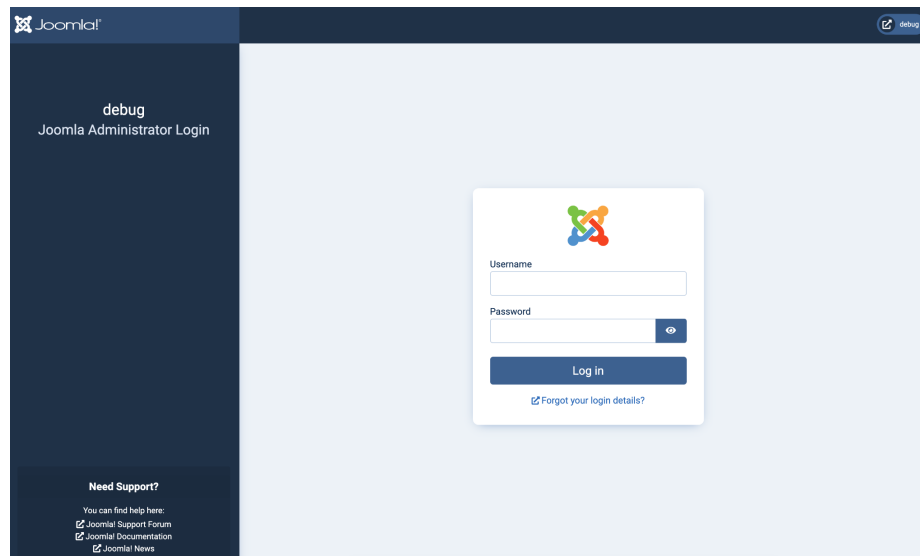 Joomla!®
debug
debug
Joomla Administrator Login
Username
Password
Log in
Forgot your login details?
Need Support?
You can find help here:
Joomla! Support Forum
Joomla! Documentation
Joomla! News